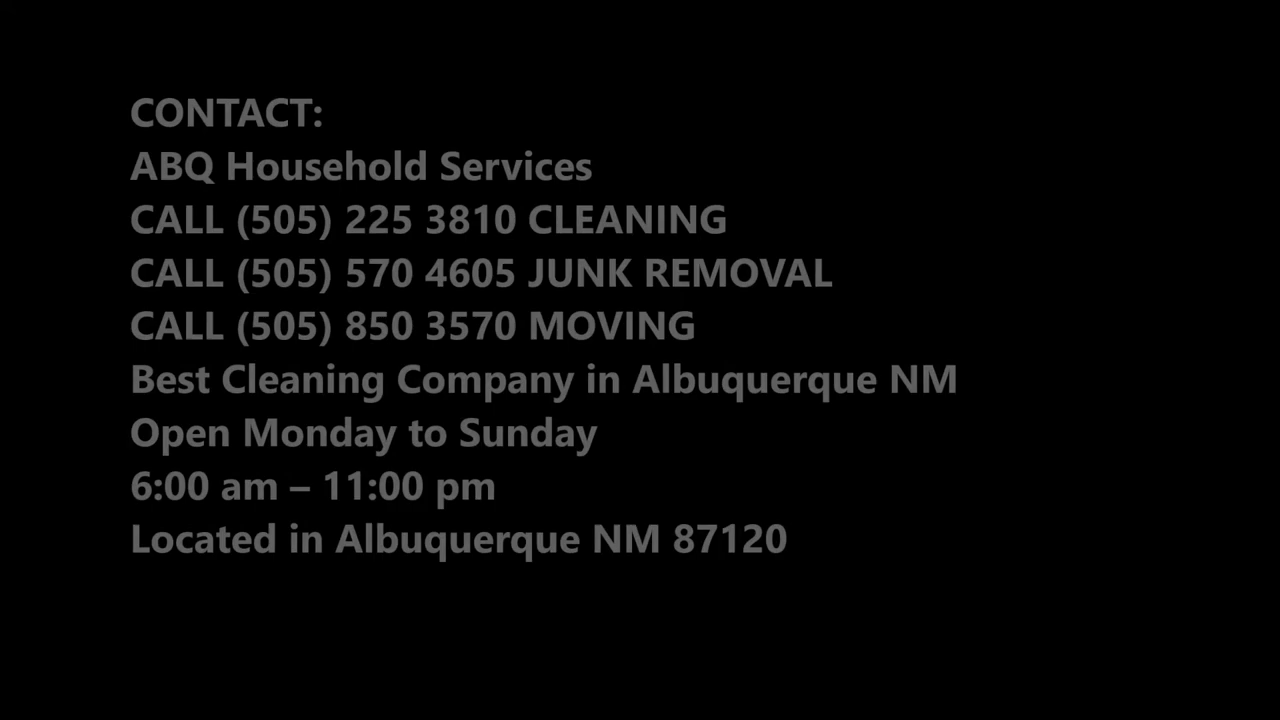 CONTACT:
ABQ Household Services
CALL (505) 225 3810 CLEANING
CALL (505) 570 4605 JUNK REMOVAL
CALL (505) 850 3570 MOVING
Best Cleaning Company in Albuquerque NM
Open Monday to Sunday
6:00 am – 11:00 pm
Located in Albuquerque NM 87120